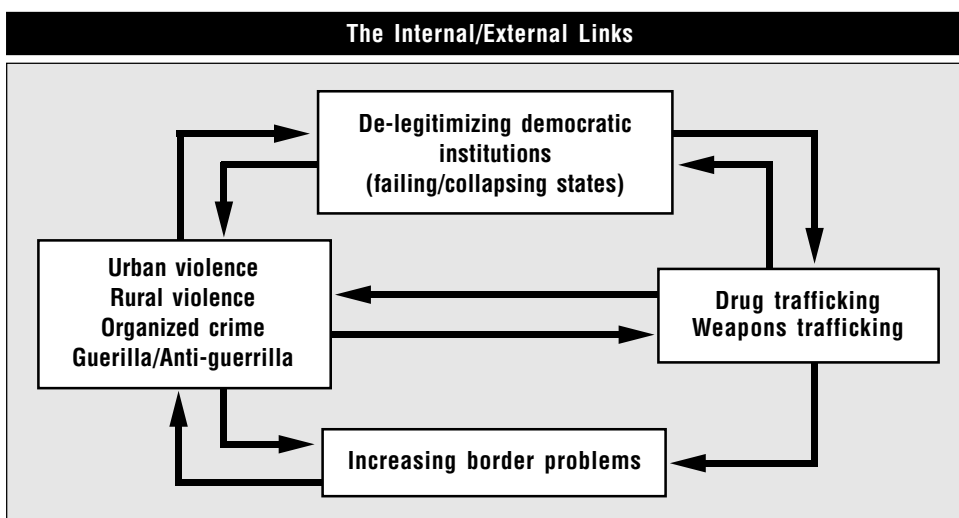 The Internal/External Links
De-legitimizing democratic
institutions
(failing/collapsing states)
Urban violence
Rural violence
Organized crime
Guerilla/Anti-guerrilla
Drug trafficking
Weapons trafficking
Increasing border problems